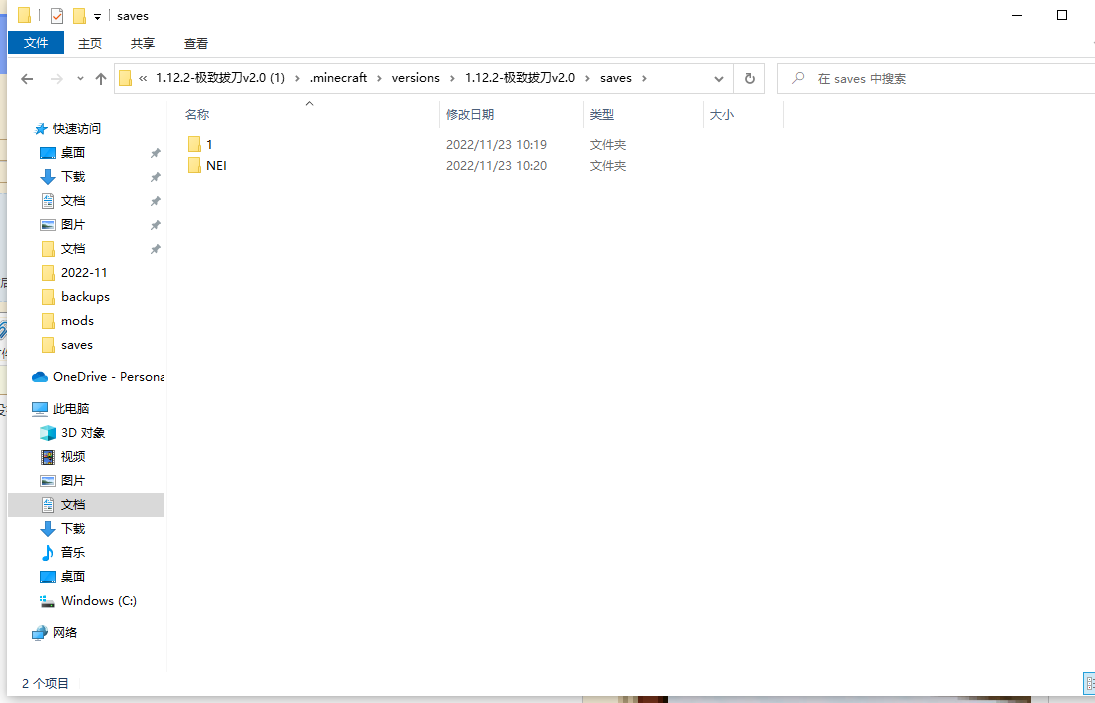 saves
文件 主页 共享 查看
« 1.12.2-极致拔刀v2.0 (1) › .minecraft › versions › 1.12.2-极致拔刀v2.0 › saves ›
在 saves 中搜索
名称 修改日期 类型 大小
1 2022/11/23 10:19 文件夹
NEI 2022/11/23 10:20 文件夹
快速访问
桌面
下载
文档
图片
文档
2022-11
backups
mods
saves
OneDrive - Persona
此电脑
3D 对象
视频
图片
文档
下载
音乐
桌面
Windows (C:)
网络
2 个项目